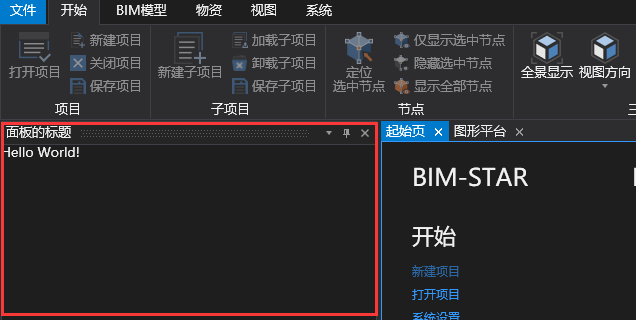 文件 开始 BIM模型 物资 视图 系统
打开项目
新建项目
关闭项目
保存项目
项目
新建子项目
加载子项目
卸载子项目
保存子项目
子项目
定位
选中节点
仅显示选中节点
隐藏选中节点
显示全部节点
节点
全景显示
视图方向
面板的标题
Hello World!
起始页 图形平台
BIM-STAR
开始
新建项目
打开项目
系统设置